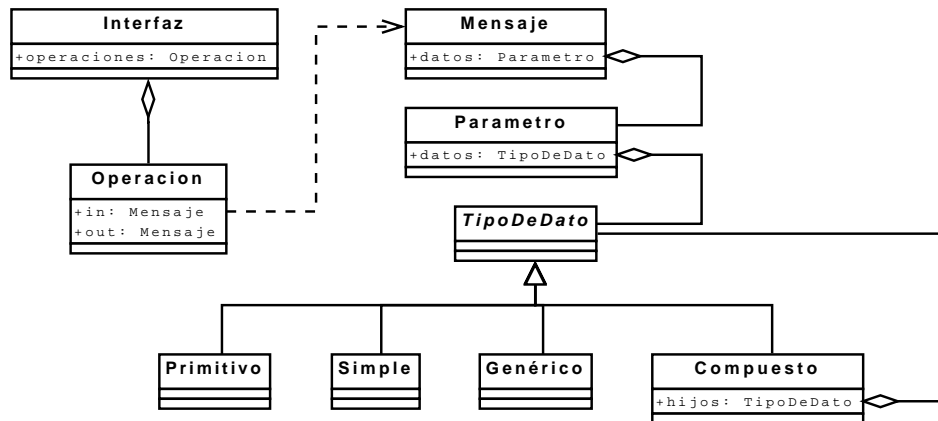 Interfaz
+operaciones: Operacion
Mensaje
+datos: Parametro
Parametro
+datos: TipoDeDato
Operacion
+in: Mensaje
+out: Mensaje
TipoDeDato
Primitivo
Simple
Genérico
Compuesto
+hijos: TipoDeDato